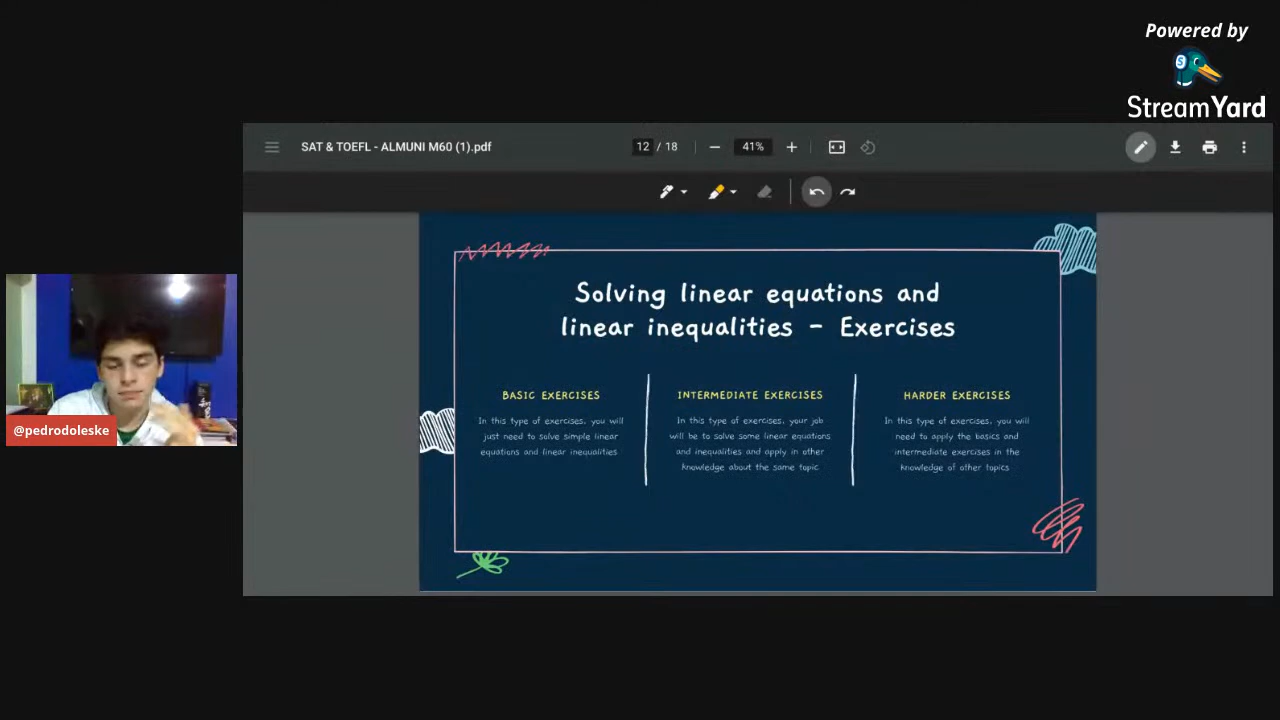 Powered by
StreamYard
SAT & TOEFL - ALMUNI M60 (1).pdf
12 / 18
41%
Solving linear equations and
linear inequalities - Exercises
BASIC EXERCISES
In this type of exercises, you will
just need to solve simple linear
equations and linear inequalities
INTERMEDIATE EXERCISES
In this type of exercises, your job
will be to solve some linear equations
and inequalities and apply in other
knowledge about the same topic
HARDER EXERCISES
In this type of exercises, you will
need to apply the basics and
intermediate exercises in the
knowledge of other topics
@pedrodoleske